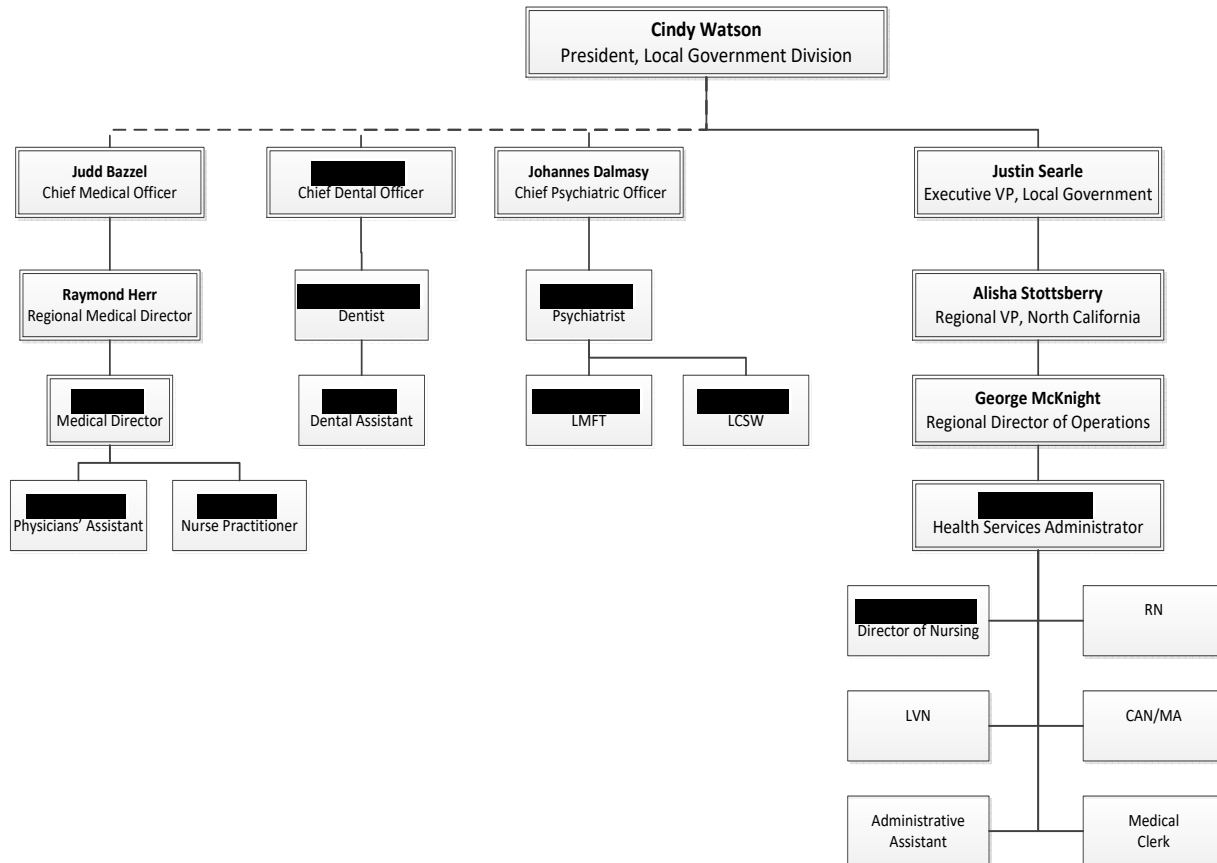 Cindy Watson
President, Local Government Division
Judd Bazzel
Chief Medical Officer
Chief Dental Officer
Johannes Dalmasy
Chief Psychiatric Officer
Justin Searle
Executive VP, Local Government
Raymond Herr
Regional Medical Director
Dentist
Psychiatrist
Alisha Stottsberry
Regional VP, North California
Medical Director
Dental Assistant
LMFT
LCSW
George McKnight
Regional Director of Operations
Physicians’ Assistant
Nurse Practitioner
Health Services Administrator
Director of Nursing
RN
LVN
CAN/MA
Administrative
Assistant
Medical
Clerk